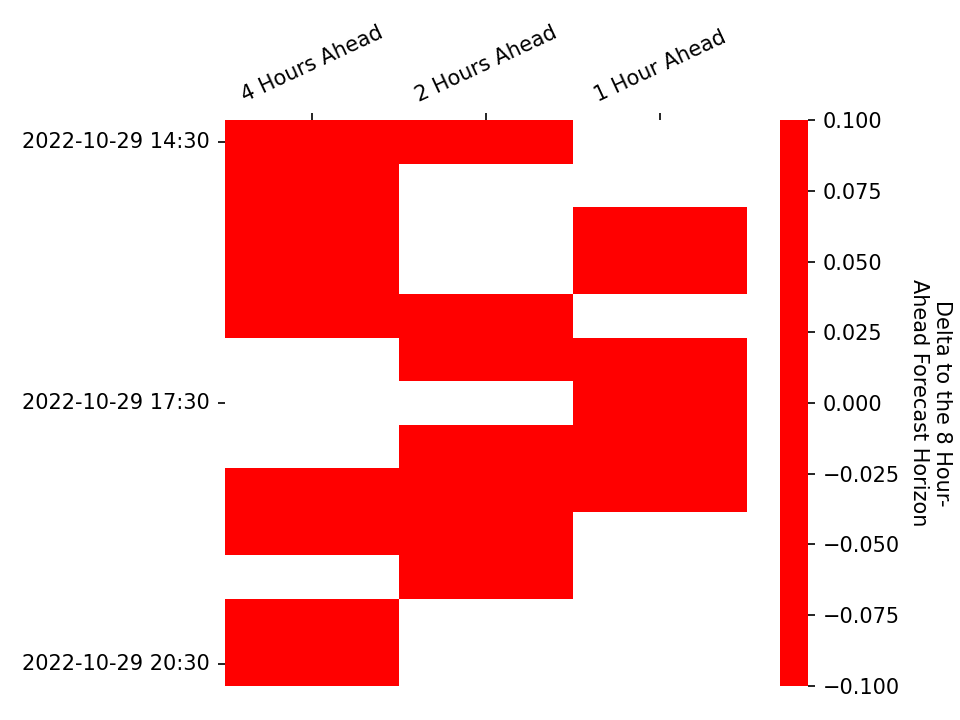 4 Hours Ahead
2 Hours Ahead
1 Hour Ahead
2022-10-29 14:30
2022-10-29 17:30
2022-10-29 20:30
0.100
0.075
0.050
0.025
0.000
−0.025
−0.050
−0.075
−0.100
Delta to the 8 Hour-
Ahead Forecast Horizon